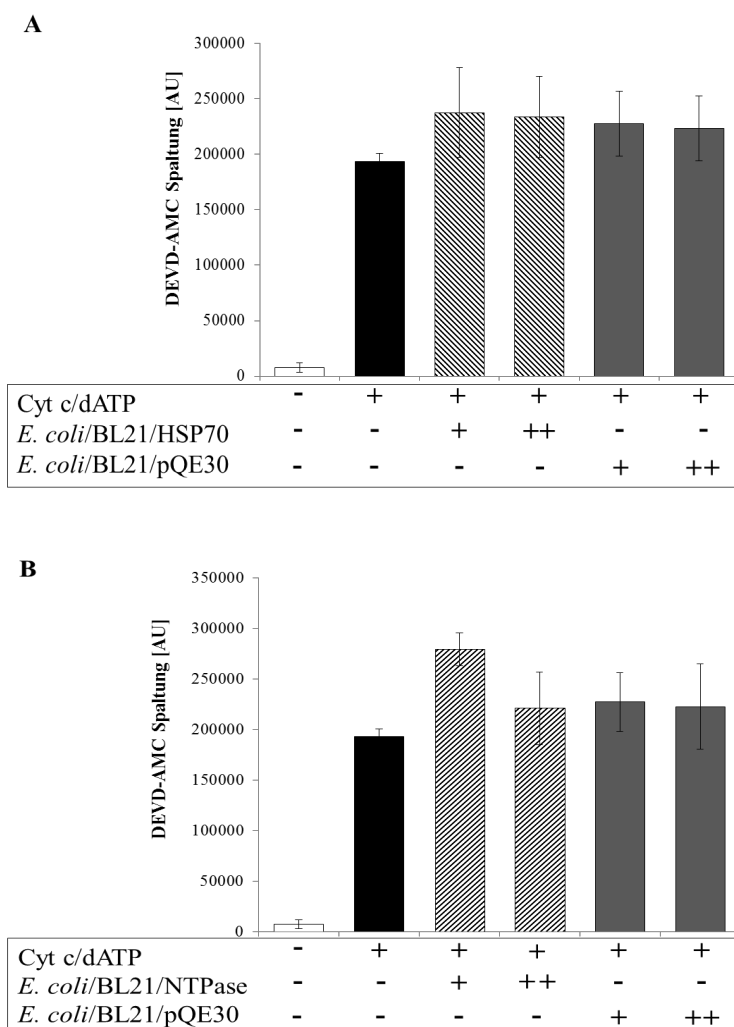 A
300000
250000
200000
150000
100000
50000
0
DEVD-AMC Spaltung [AU]
Cyt c/dATP - + + + + +
E. coli/BL21/HSP70 - - + ++ - -
E. coli/BL21/pQE30 - - - - + ++
B
350000
300000
250000
200000
150000
100000
50000
0
DEVD-AMC Spaltung [AU]
Cyt c/dATP - + + + + +
E. coli/BL21/NTPase - - + ++ - -
E. coli/BL21/pQE30 - - - - + ++